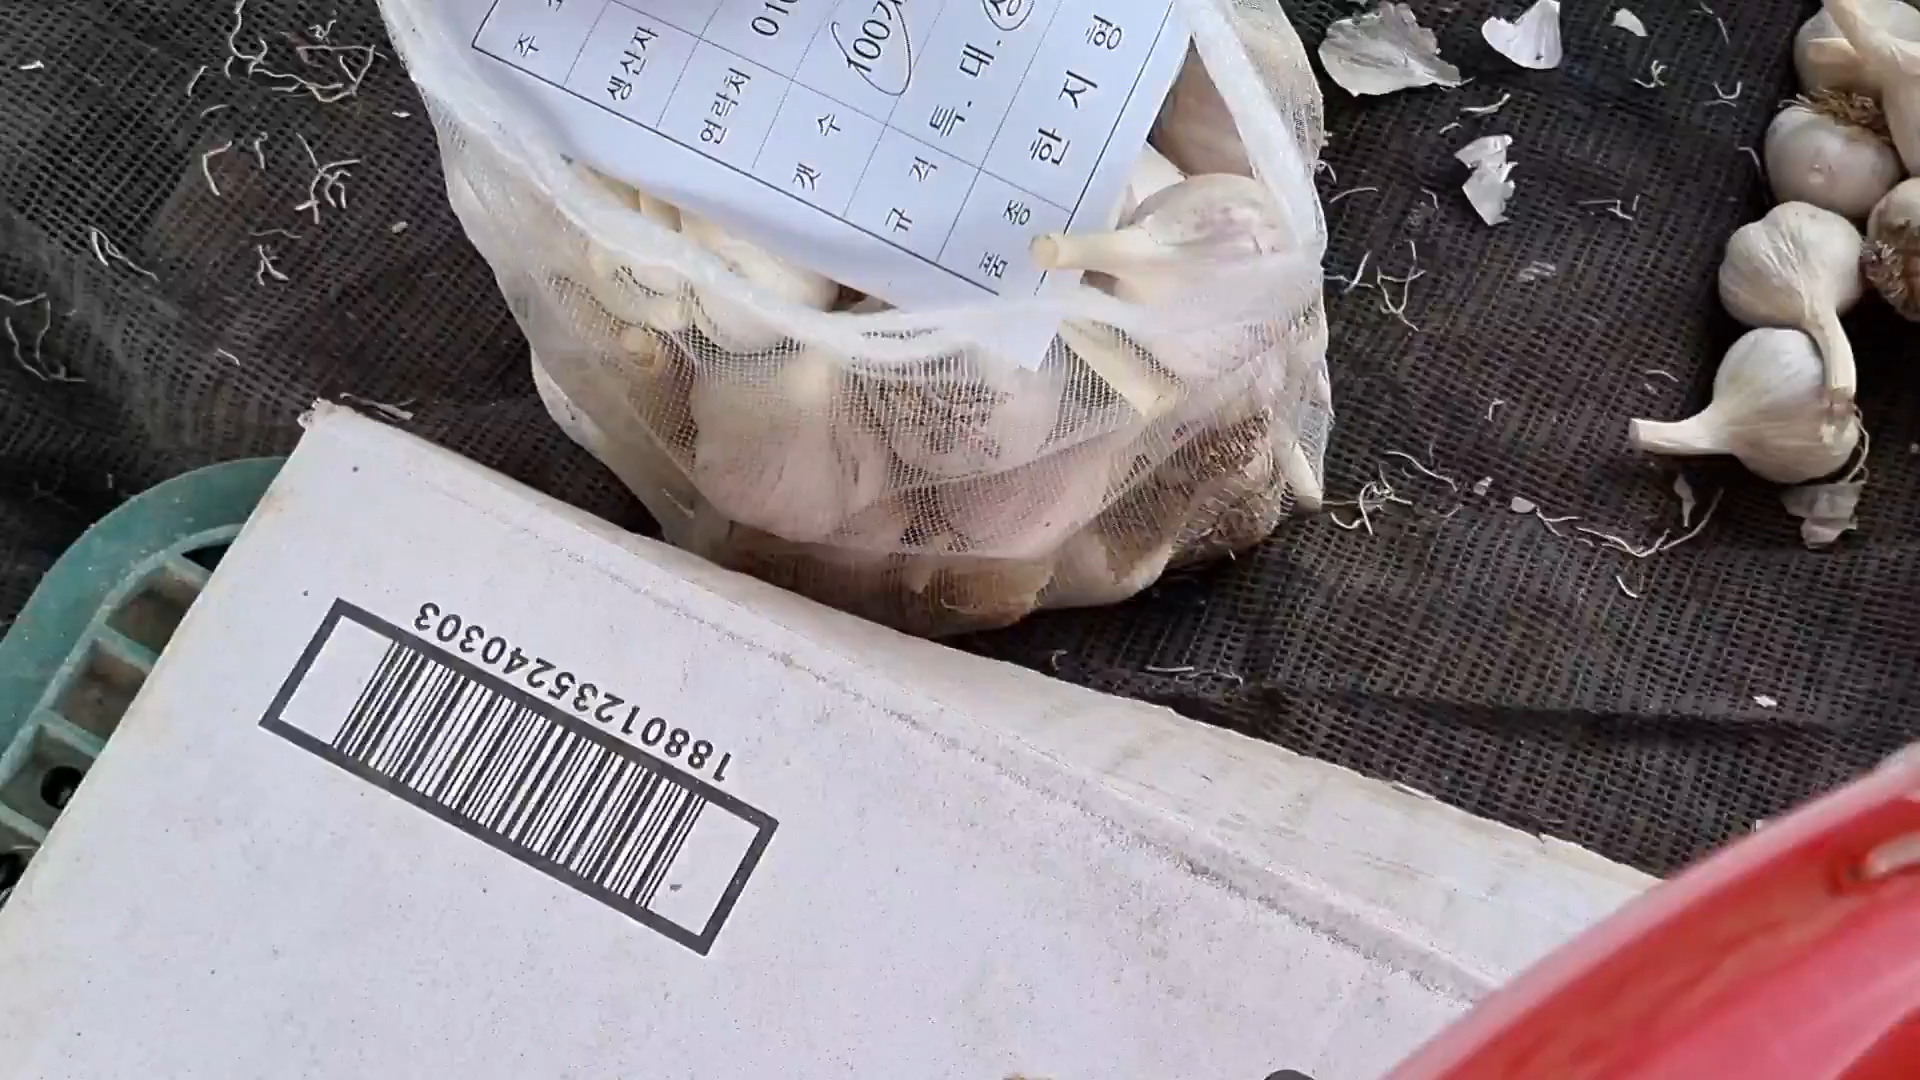 생산자
연락처 010
갯 수 100개
규 격 특. 대.
품 종 한 지 형
18801235240303